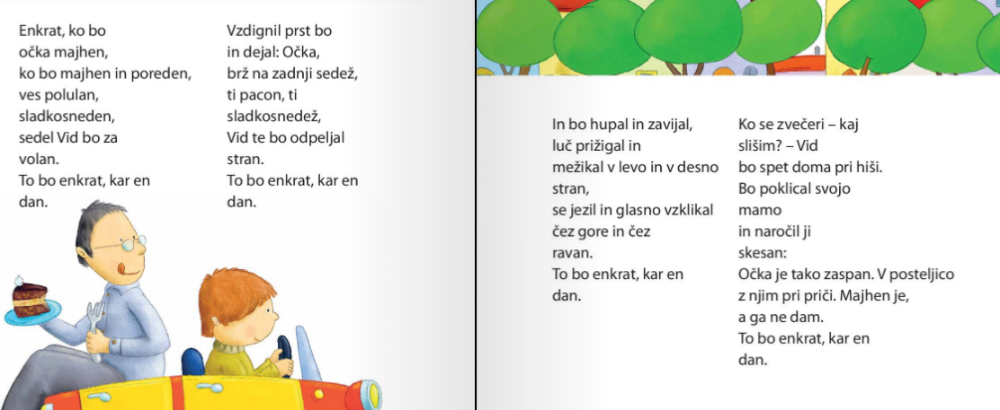 Enkrat, ko bo
očka majhen,
ko bo majhen in poreden,
ves polulan,
sladkosneden,
sedel Vid bo za
volan.
To bo enkrat, kar en
dan.
Vzdignil prst bo
in dejal: Očka,
brž na zadnji sedež,
ti pacon, ti
sladkosnedež,
Vid te bo odpeljal
stran.
To bo enkrat, kar en
dan.
In bo hupal in zavijal,
luč prižigal in
mežikal v levo in v desno
stran,
se jezil in glasno vzklikal
čez gore in čez
ravan.
To bo enkrat, kar en
dan.
Ko se zvečeri – kaj
slišim? – Vid
bo spet doma pri hiši.
Bo poklical svojo
mamo
in naročil ji
skesan:
Očka je tako zaspan. V posteljico
z njim pri priči. Majhen je,
a ga ne dam.
To bo enkrat, kar en
dan.